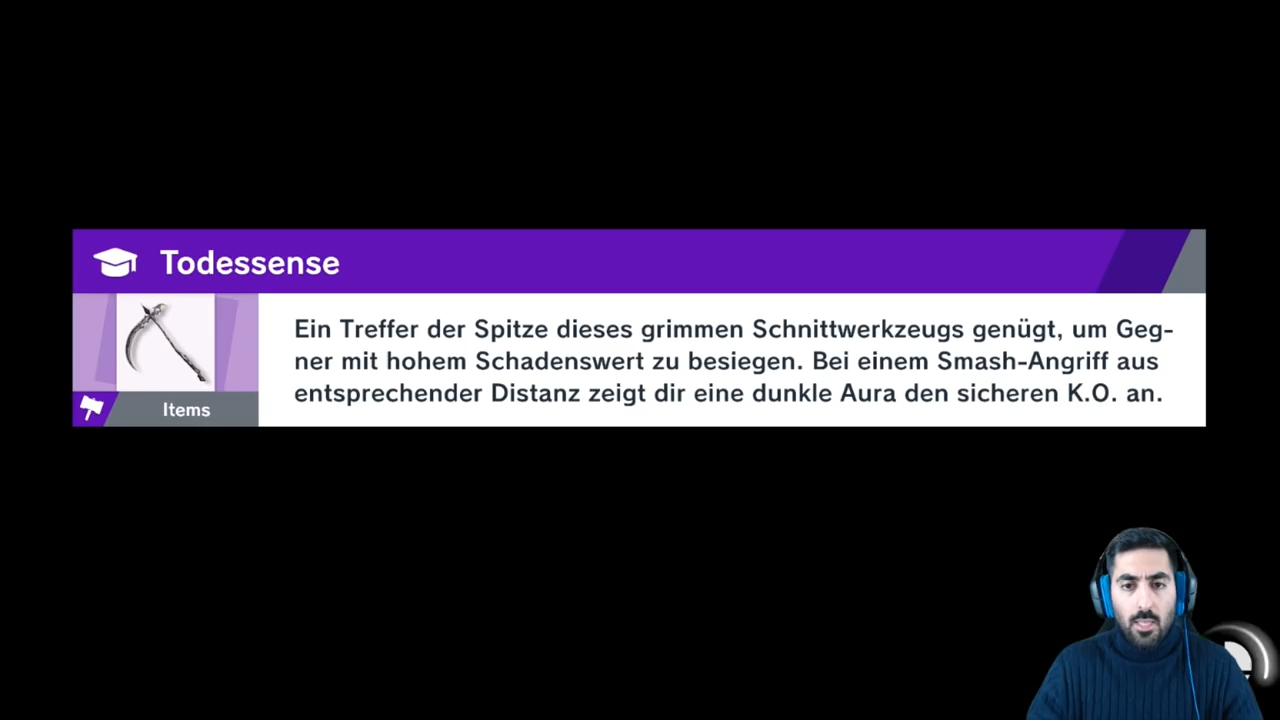 Todessense
Ein Treffer der Spitze dieses grimmen Schnittwerkzeugs genügt, um Geg-
ner mit hohem Schadenswert zu besiegen. Bei einem Smash-Angriff aus
entsprechender Distanz zeigt dir eine dunkle Aura den sicheren K.O. an.
Items